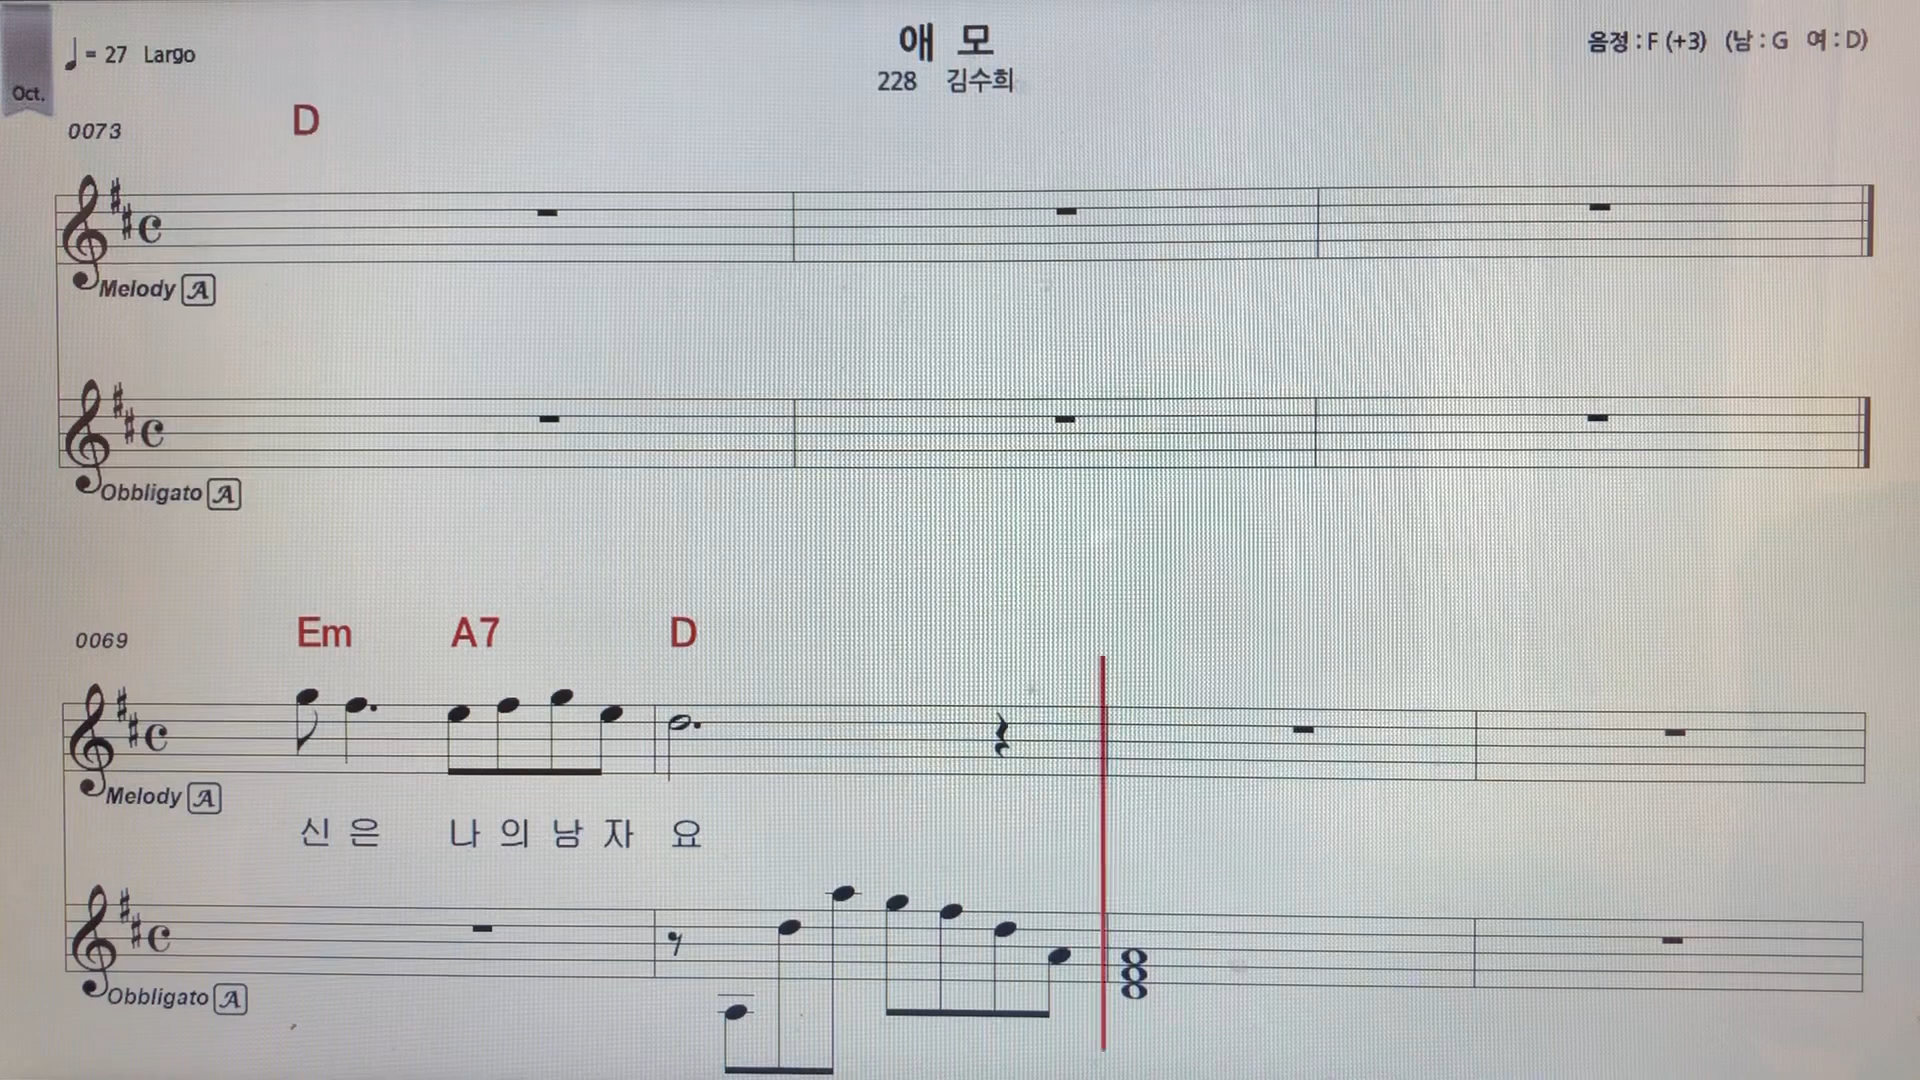 ♩ = 27 Largo
애 모
음정 : F (+3) (남 : G 여 : D)
228 김수희
Oct.
0073
D
Melody A
Obbligato A
0069
Em A7 D
Melody A
신 은 나 의 남 자 요
Obbligato A